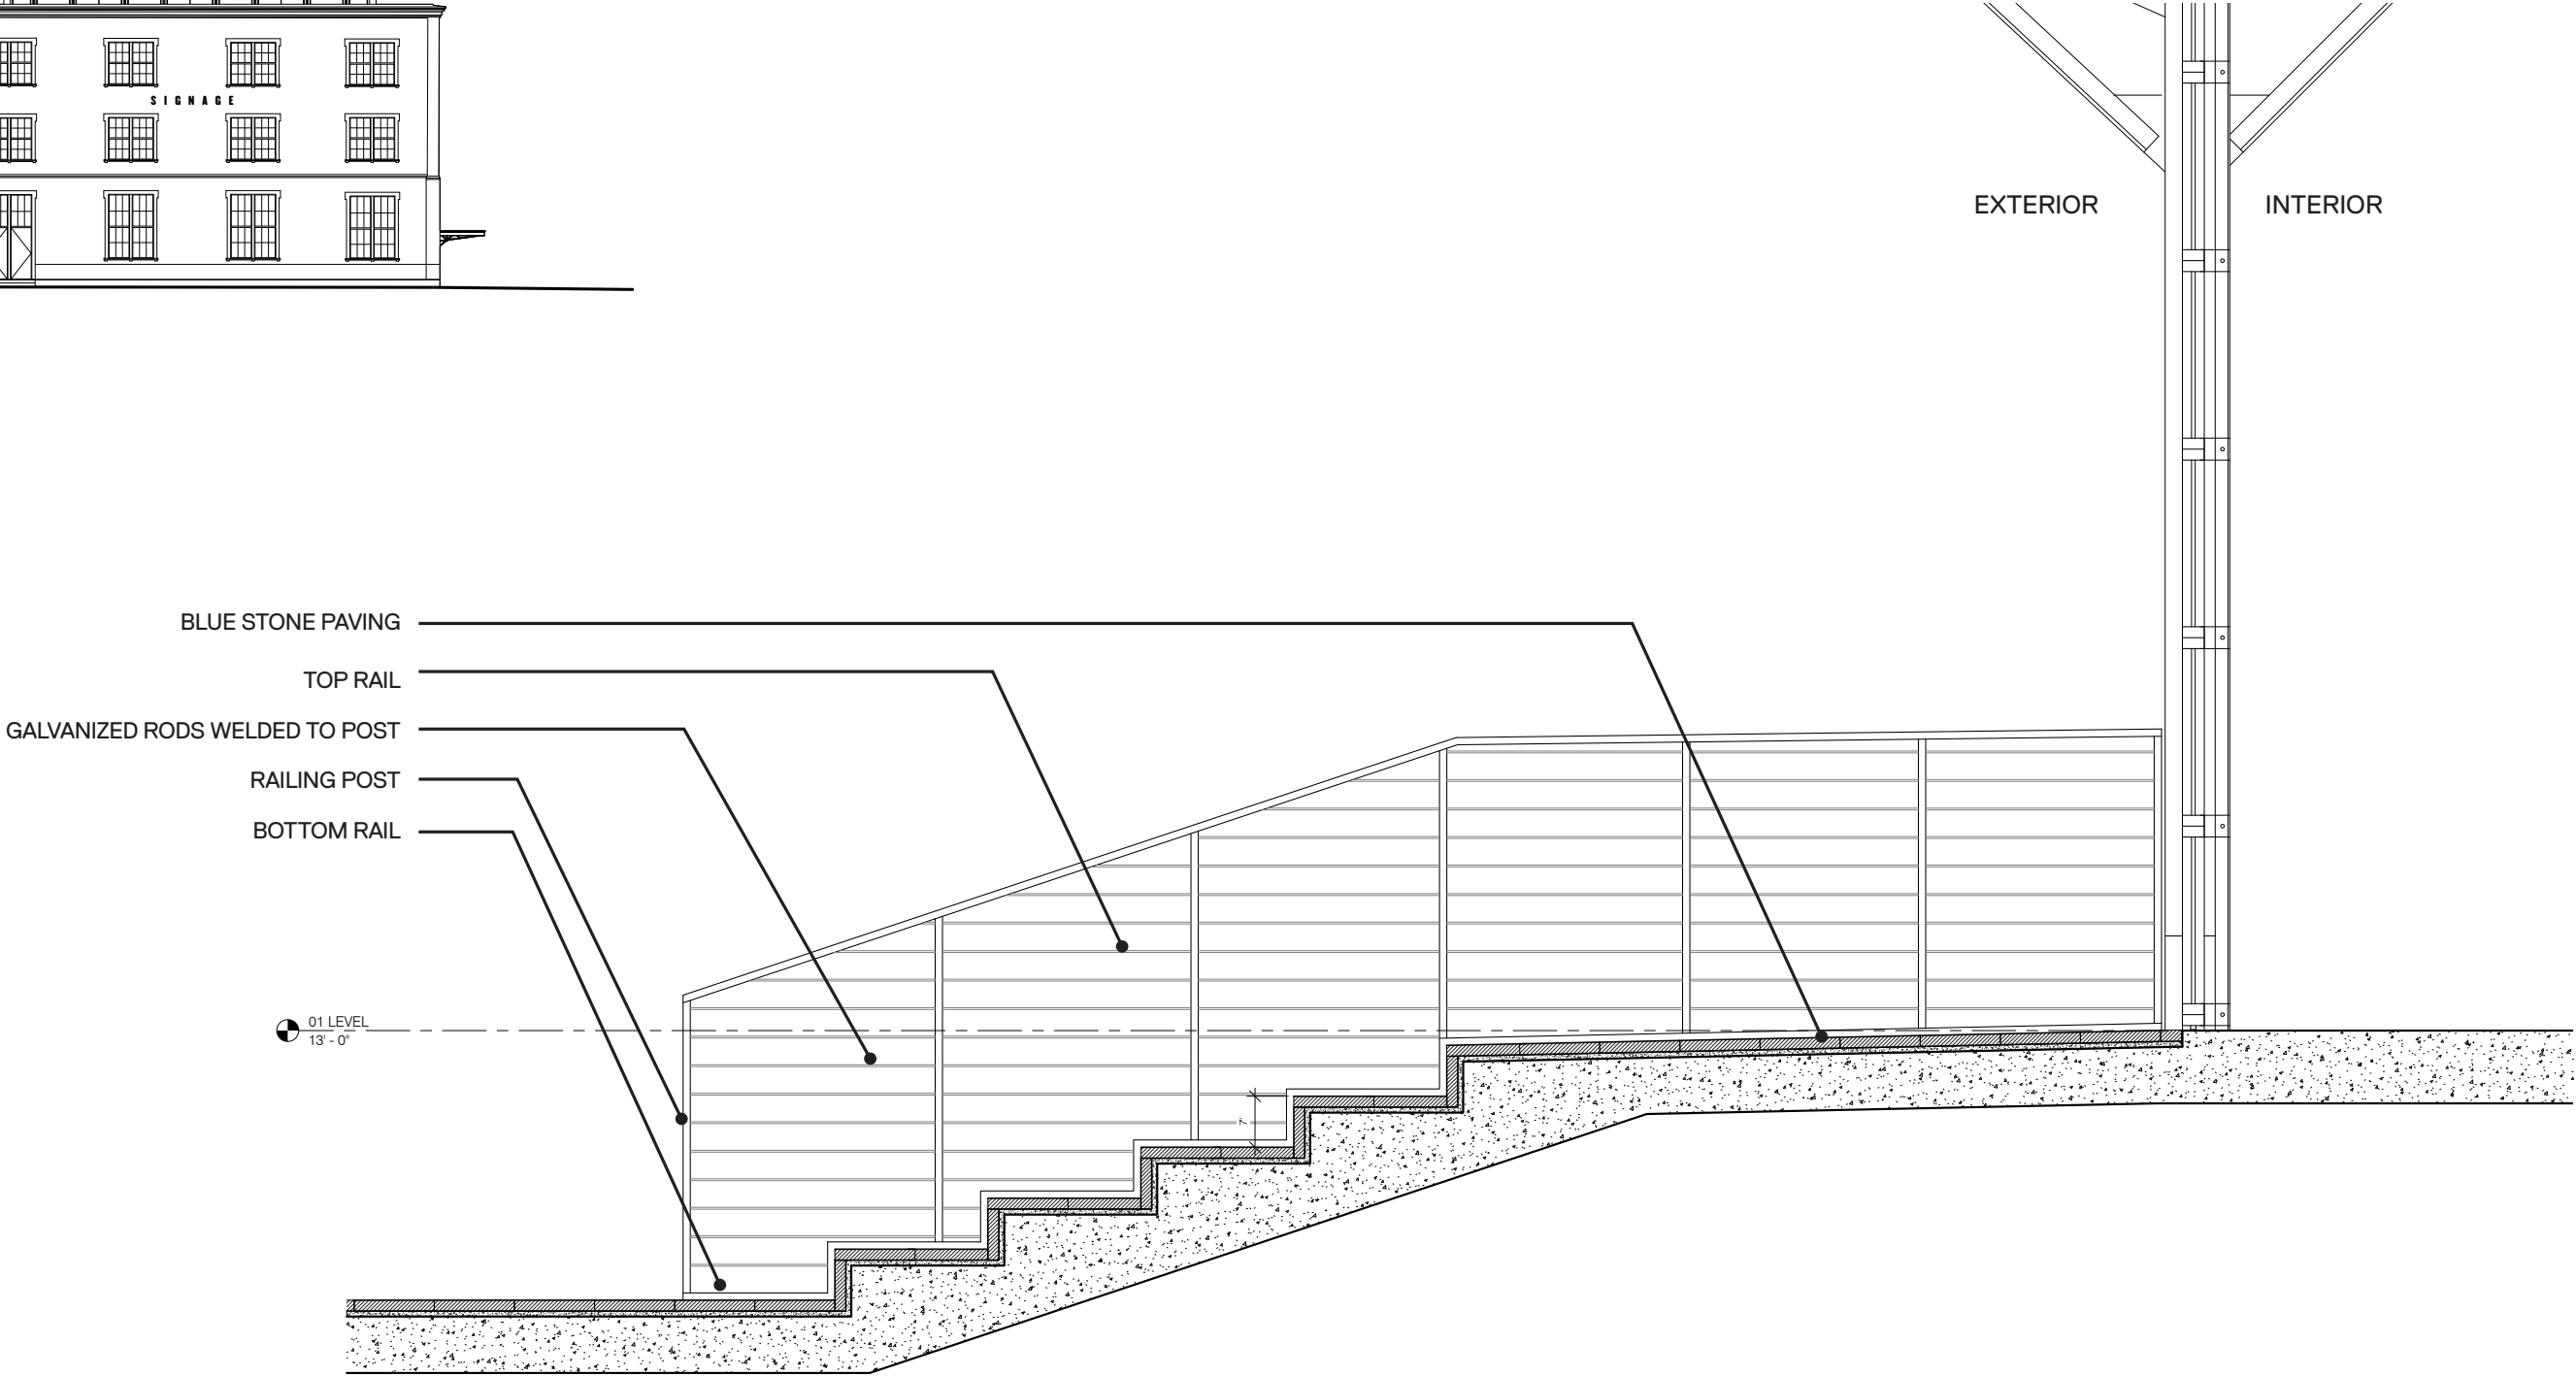 SIGNAGE
EXTERIOR
INTERIOR
BLUE STONE PAVING
TOP RAIL
GALVANIZED RODS WELDED TO POST
RAILING POST
BOTTOM RAIL
01 LEVEL
13' - 0"
7"